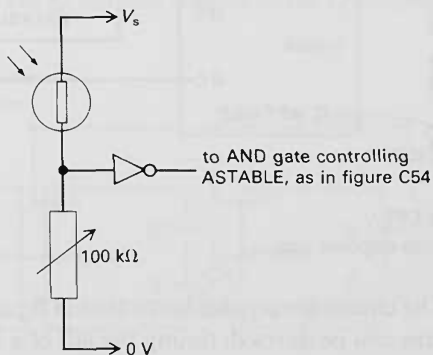 Vs
to AND gate controlling
ASTABLE, as in figure C54
100 kΩ
0 V